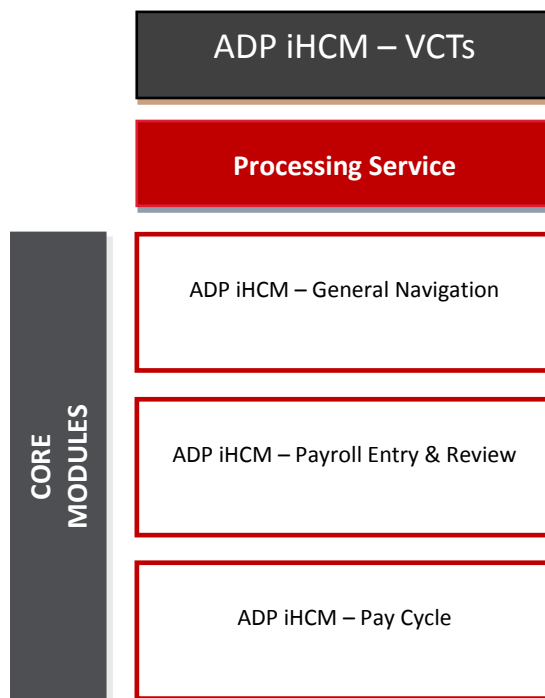 ADP iHCM – VCTs
Processing Service
CORE
MODULES
ADP iHCM – General Navigation
ADP iHCM – Payroll Entry & Review
ADP iHCM – Pay Cycle